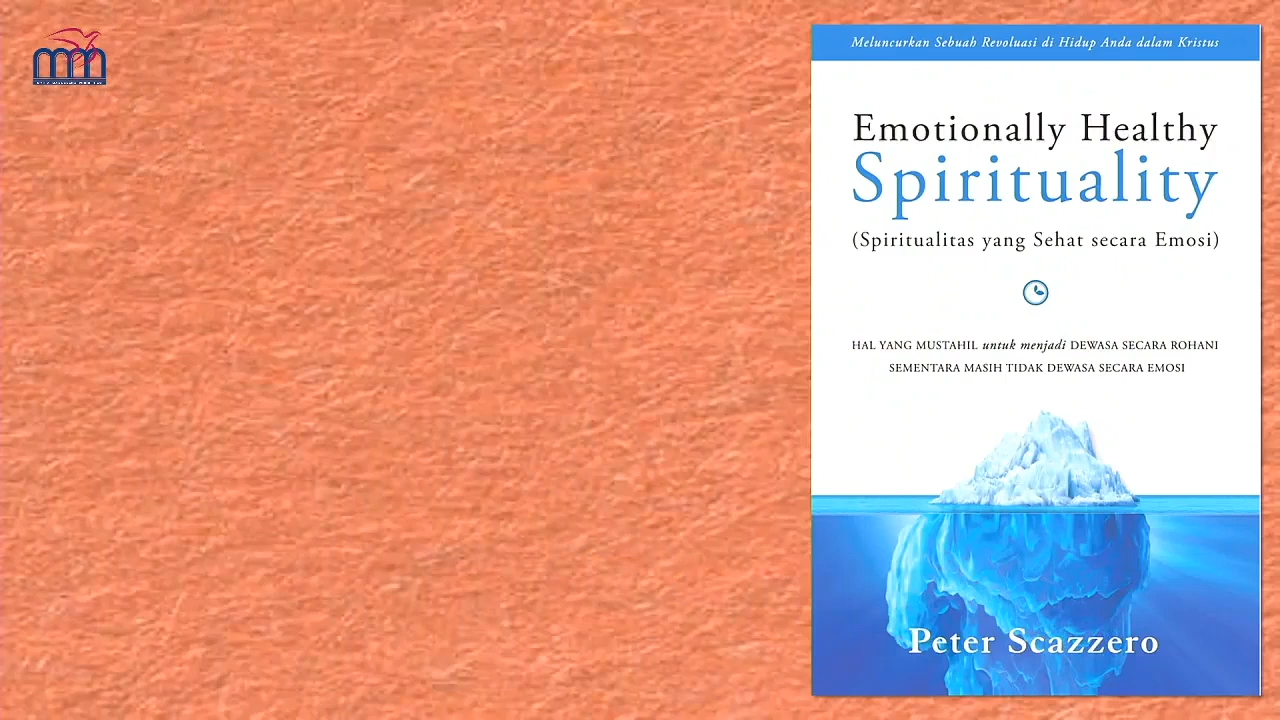 Meluncurkan Sebuah Revoluasi di Hidup Anda dalam Kristus
Emotionally Healthy
Spirituality
(Spiritualitas yang Sehat secara Emosi)
HAL YANG MUSTAHIL untuk menjadi DEWASA SECARA ROHANI
SEMENTARA MASIH TIDAK DEWASA SECARA EMOSI
Peter Scazzero